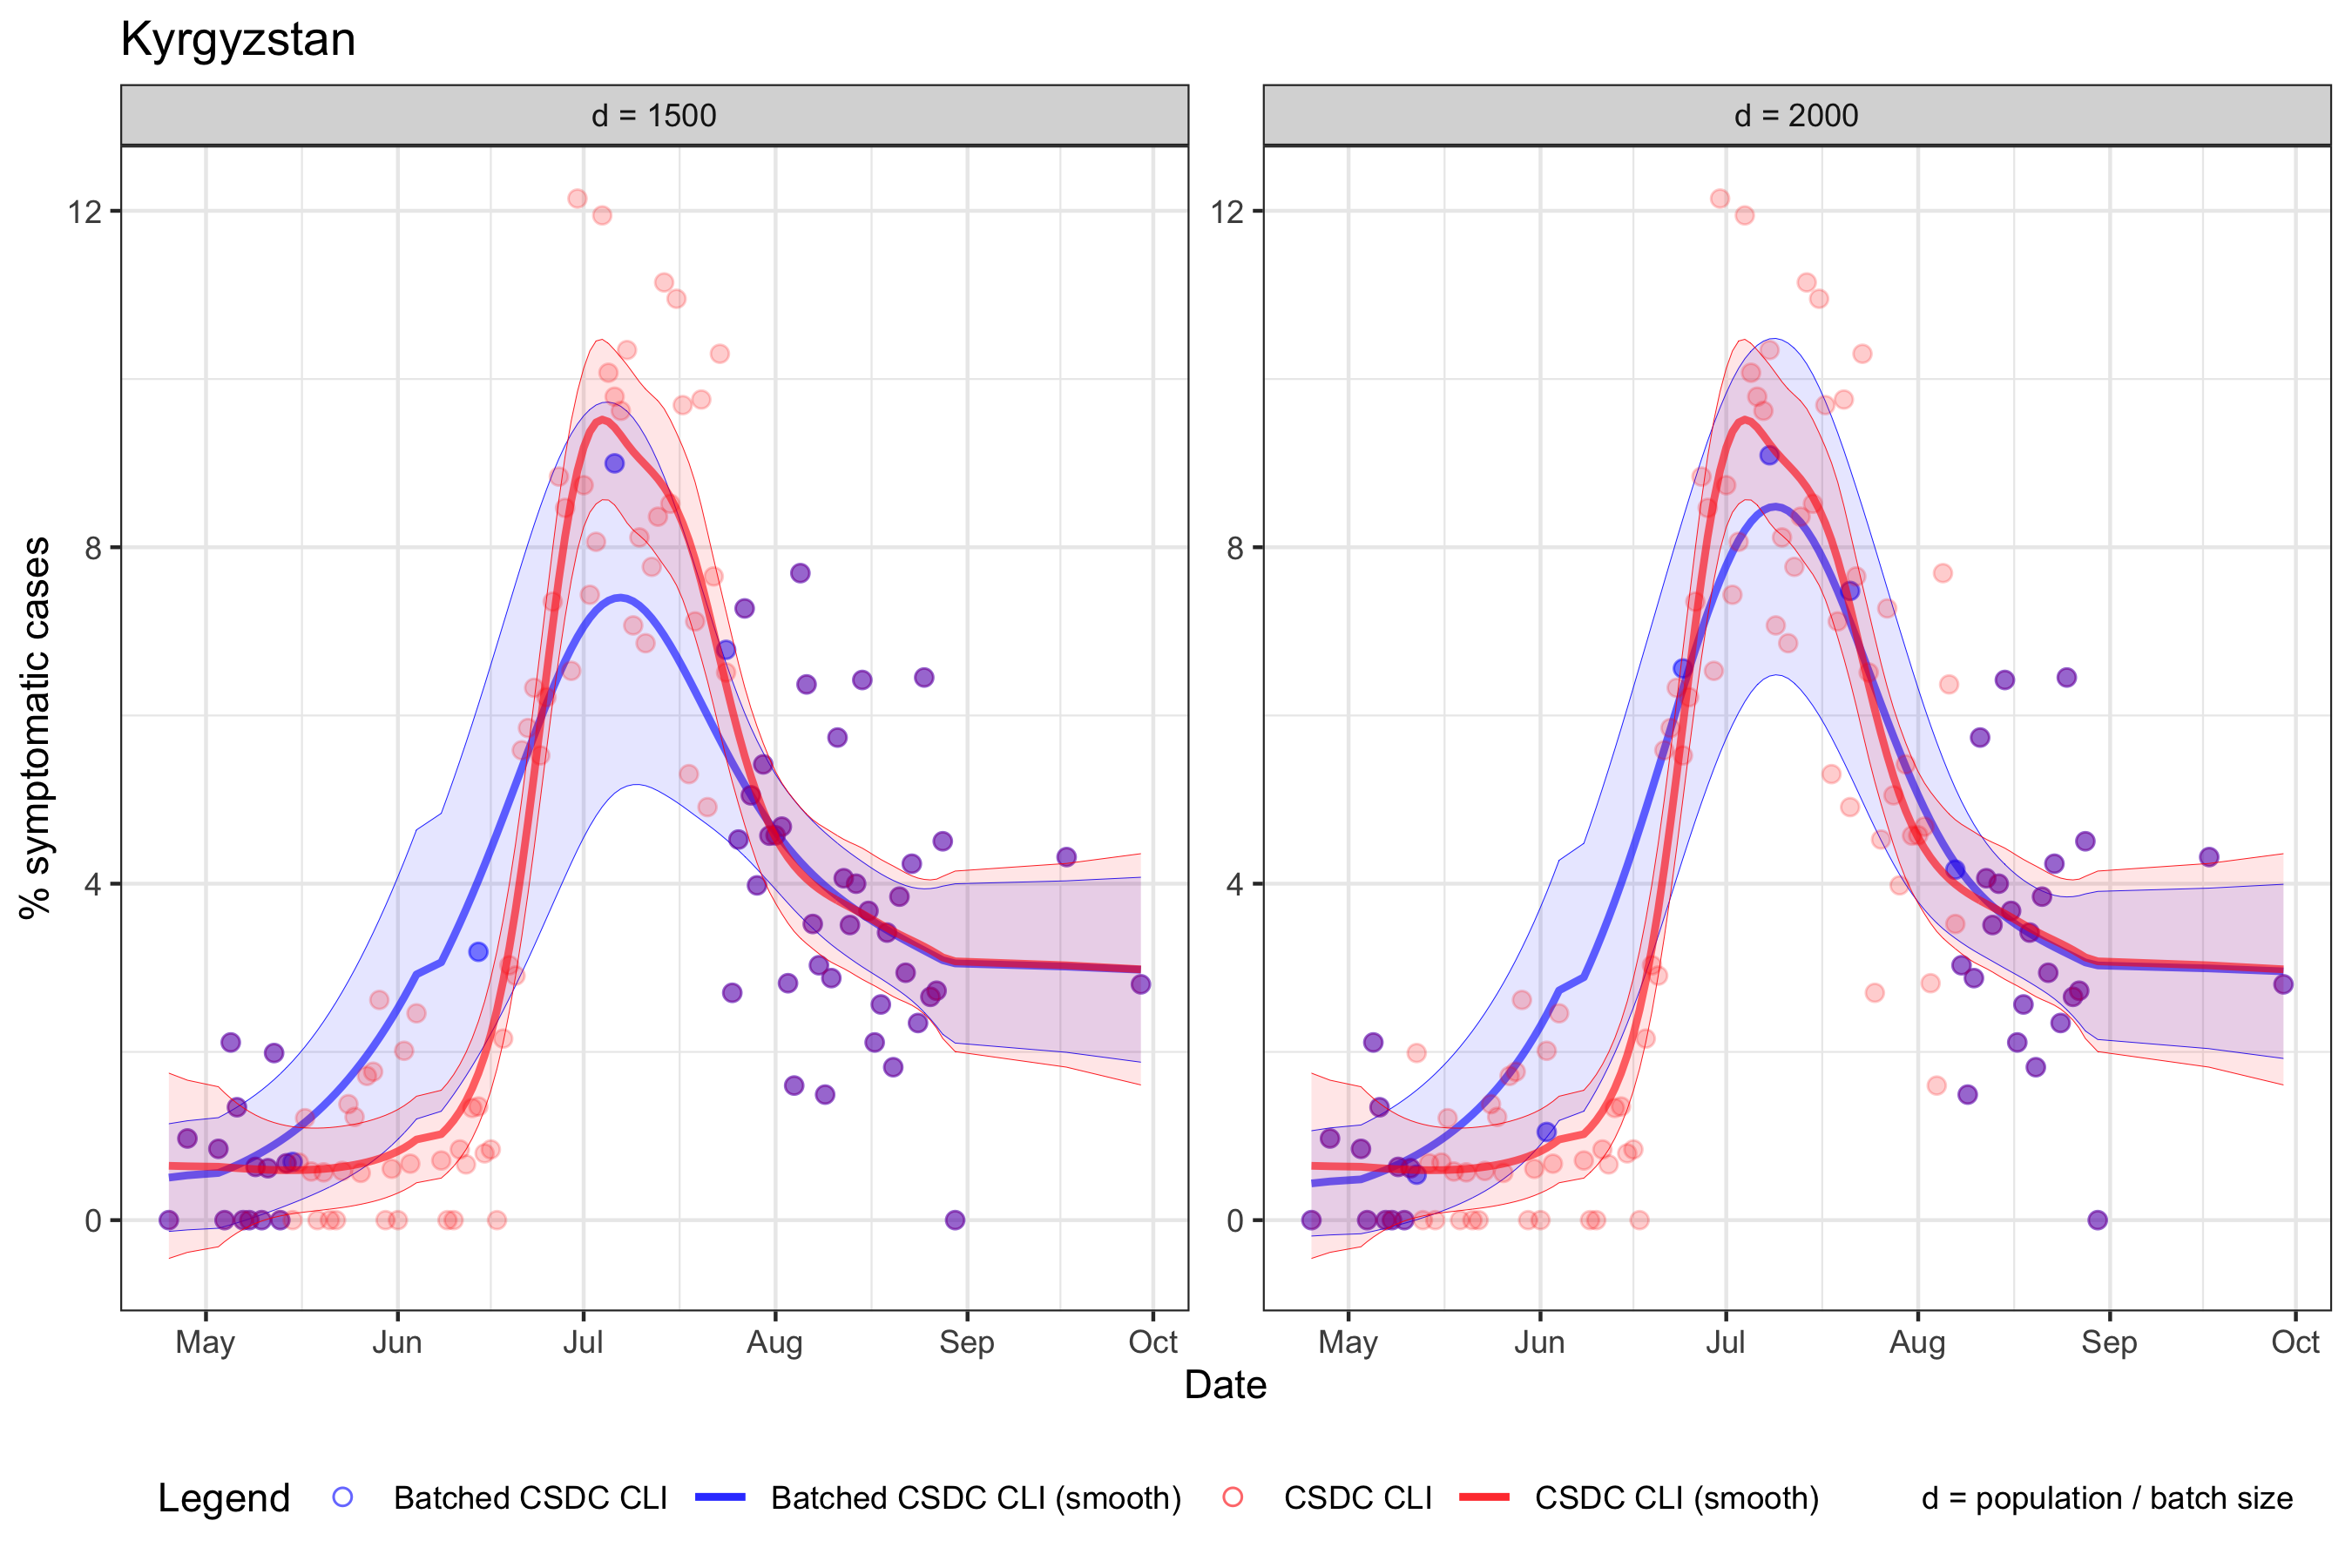 Kyrgyzstan
d = 1500
d = 2000
% symptomatic cases
12
8
4
0
12
8
4
0
May Jun Jul Aug Sep Oct
May Jun Jul Aug Sep Oct
Date
Legend Batched CSDC CLI Batched CSDC CLI (smooth) CSDC CLI CSDC CLI (smooth) d = population / batch size